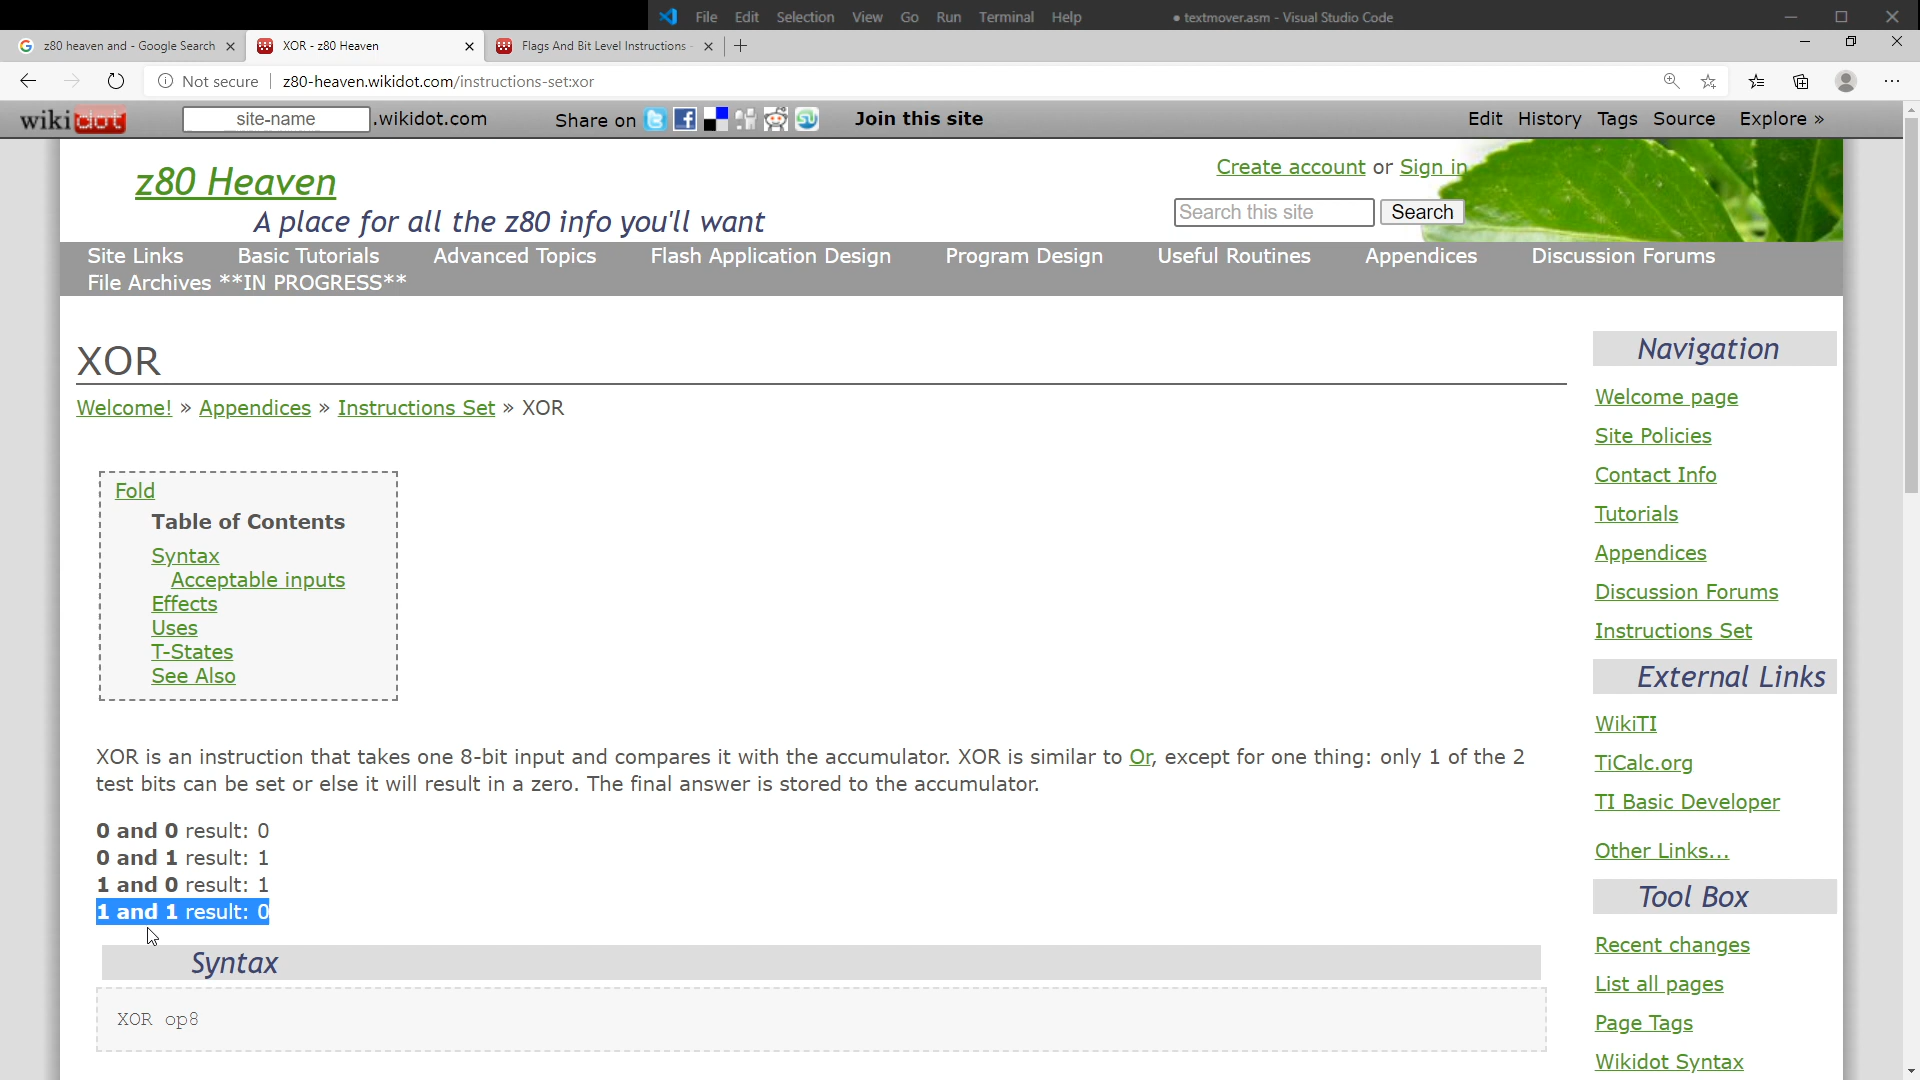 File Edit Selection View Go Run Terminal Help ● textmover.asm - Visual Studio Code
z80 heaven and - Google Search XOR - z80 Heaven Flags And Bit Level Instructions -
Not secure z80-heaven.wikidot.com/instructions-set:xor
wikidot site-name .wikidot.com Share on Join this site Edit History Tags Source Explore »
Create account or Sign in
z80 Heaven
A place for all the z80 info you'll want
Search this site Search
Site Links Basic Tutorials Advanced Topics Flash Application Design Program Design Useful Routines Appendices Discussion Forums
File Archives **IN PROGRESS**
XOR
Welcome! » Appendices » Instructions Set » XOR
Fold
Table of Contents
Syntax
Acceptable inputs
Effects
Uses
T-States
See Also
XOR is an instruction that takes one 8-bit input and compares it with the accumulator. XOR is similar to Or, except for one thing: only 1 of the 2
test bits can be set or else it will result in a zero. The final answer is stored to the accumulator.
0 and 0 result: 0
0 and 1 result: 1
1 and 0 result: 1
1 and 1 result: 0
Syntax
XOR op8
Navigation
Welcome page
Site Policies
Contact Info
Tutorials
Appendices
Discussion Forums
Instructions Set
External Links
WikiTI
TiCalc.org
TI Basic Developer
Other Links...
Tool Box
Recent changes
List all pages
Page Tags
Wikidot Syntax